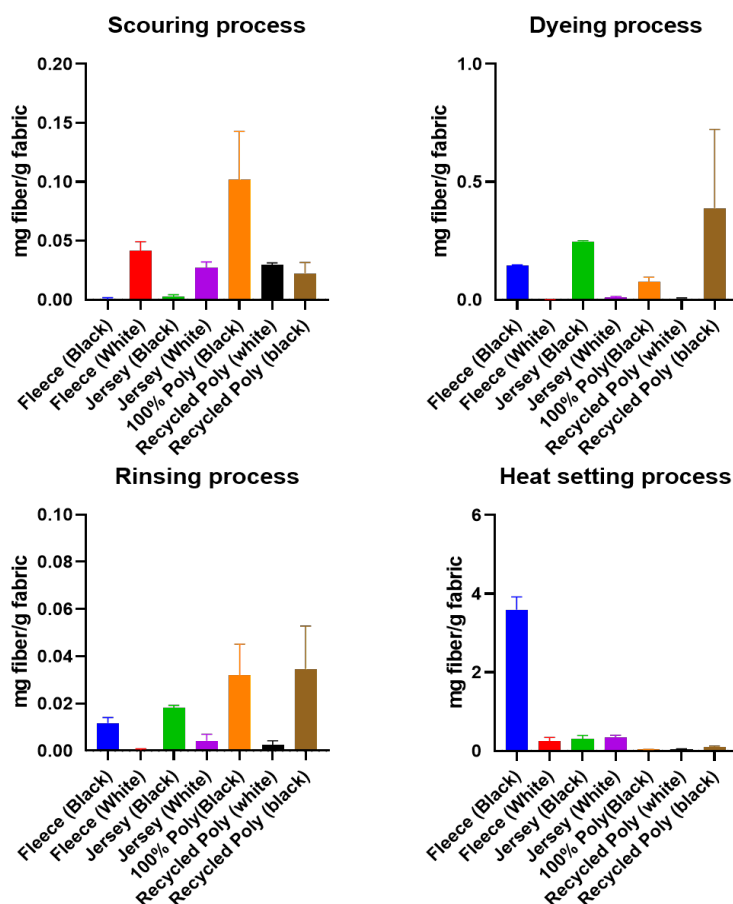 Scouring process
mg fiber/g fabric
0.20
0.15
0.10
0.05
0.00
Fleece (Black)
Fleece (White)
Jersey (Black)
Jersey (White)
100% Poly (Black)
Recycled Poly (white)
Recycled Poly (black)
Dyeing process
mg fiber/g fabric
1.0
0.5
0.0
Fleece (Black)
Fleece (White)
Jersey (Black)
Jersey (White)
100% Poly(Black)
Recycled Poly (white)
Recycled Poly (black)
Rinsing process
mg fiber/g fabric
0.10
0.08
0.06
0.04
0.02
0.00
Fleece (Black)
Fleece (White)
Jersey (Black)
Jersey (White)
100% Poly(Black)
Recycled Poly (white)
Recycled Poly (black)
Heat setting process
mg fiber/g fabric
6
4
2
0
Fleece (Black)
Fleece (White)
Jersey (Black)
Jersey (White)
100% Poly(Black)
Recycled Poly (white)
Recycled Poly (black)